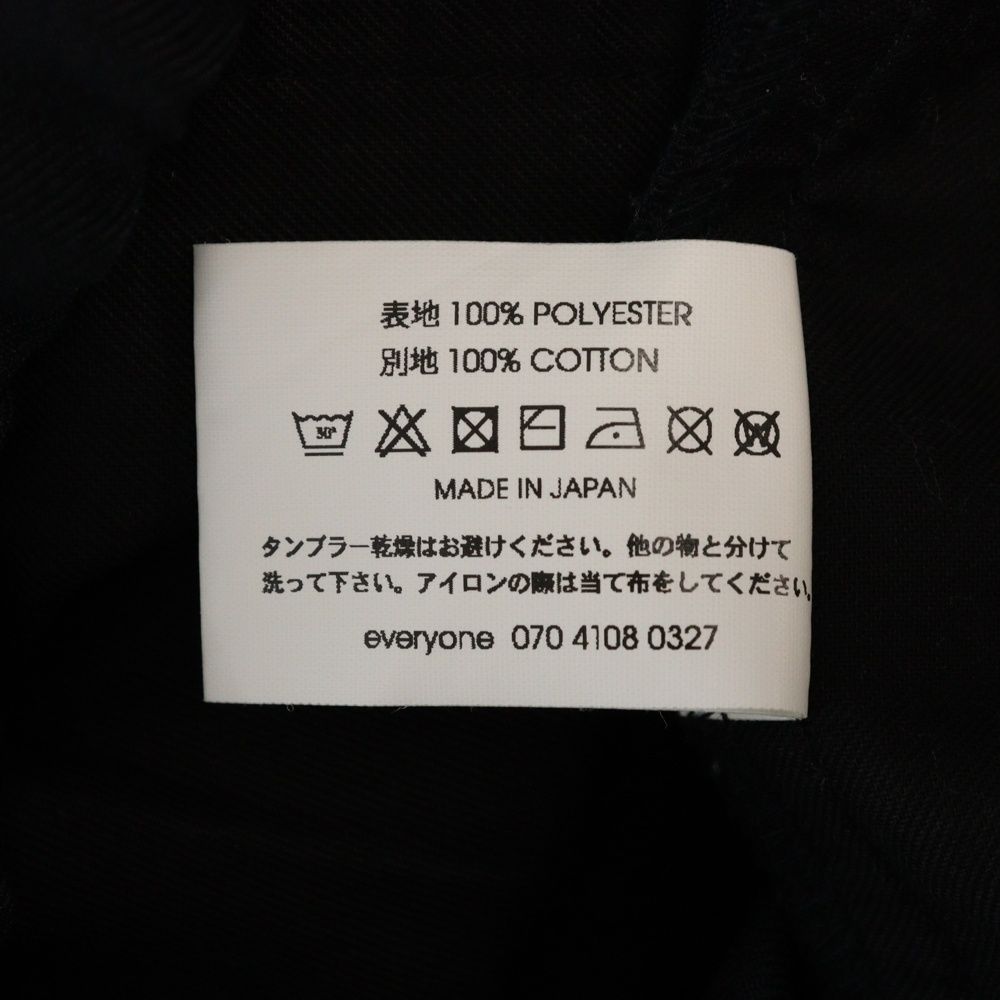 表地 100% POLYESTER
別地 100% COTTON
30°
W
MADE IN JAPAN
タンブラー乾燥はお避けください。他の物と分けて
洗って下さい。アイロンの際は当て布をしてください。
everyone 070 4108 0327